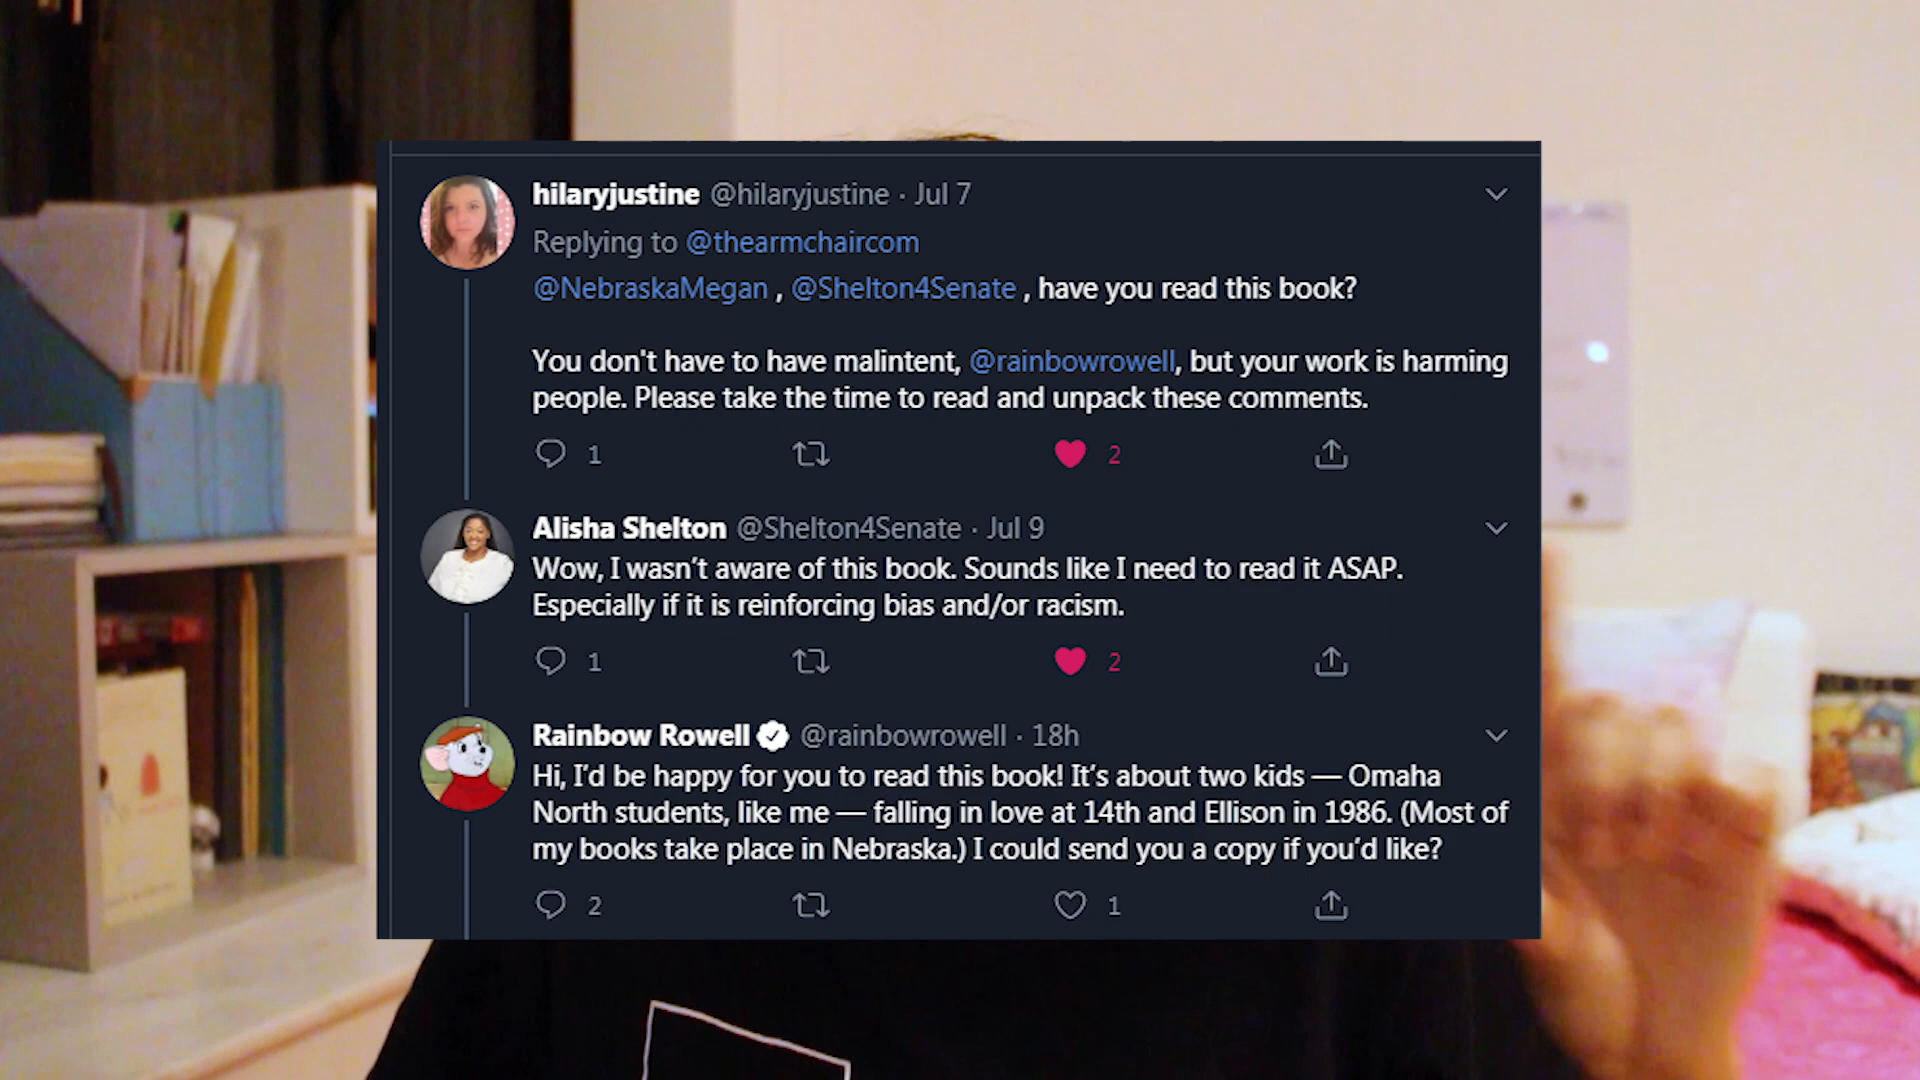 hilaryjustine @hilaryjustine · Jul 7
Replying to @thearmchaircom
@NebraskaMegan , @Shelton4Senate , have you read this book?
You don't have to have malintent, @rainbowrowell, but your work is harming
people. Please take the time to read and unpack these comments.
1 2
Alisha Shelton @Shelton4Senate · Jul 9
Wow, I wasn't aware of this book. Sounds like I need to read it ASAP.
Especially if it is reinforcing bias and/or racism.
1 2
Rainbow Rowell @rainbowrowell · 18h
Hi, I'd be happy for you to read this book! It's about two kids — Omaha
North students, like me — falling in love at 14th and Ellison in 1986. (Most of
my books take place in Nebraska.) I could send you a copy if you'd like?
2 1